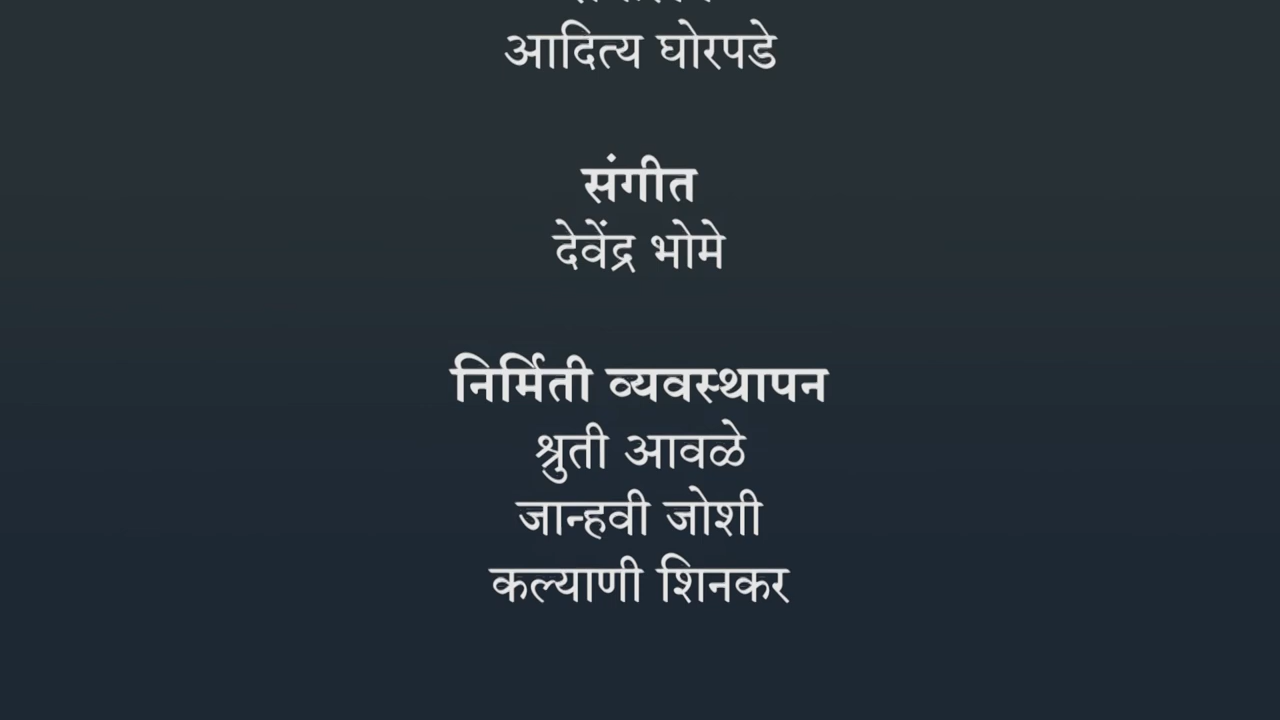 आदित्य घोरपडे
संगीत
देवेंद्र भोमे
निर्मिती व्यवस्थापन
श्रुती आवळे
जान्हवी जोशी
कल्याणी शिनकर